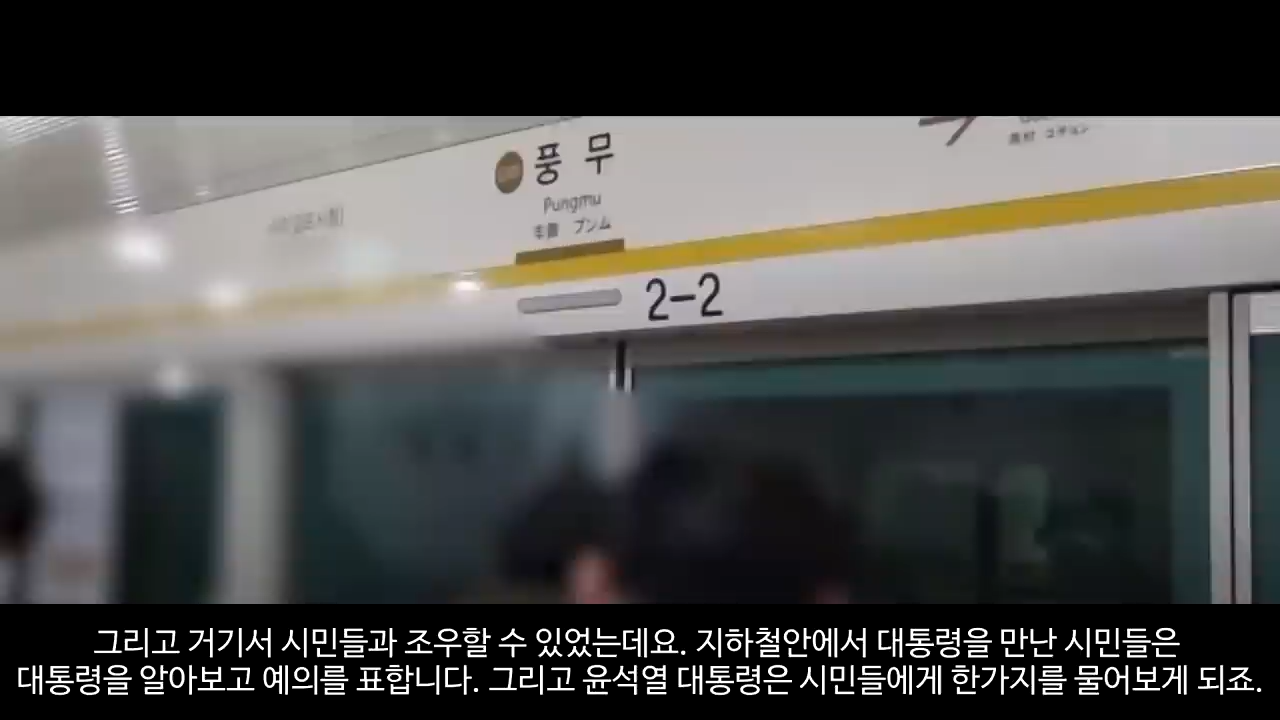 풍무
Pungmu
プンム
2-2
그리고 거기서 시민들과 조우할 수 있었는데요. 지하철안에서 대통령을 만난 시민들은
대통령을 알아보고 예의를 표합니다. 그리고 윤석열 대통령은 시민들에게 한가지를 물어보게 되죠.